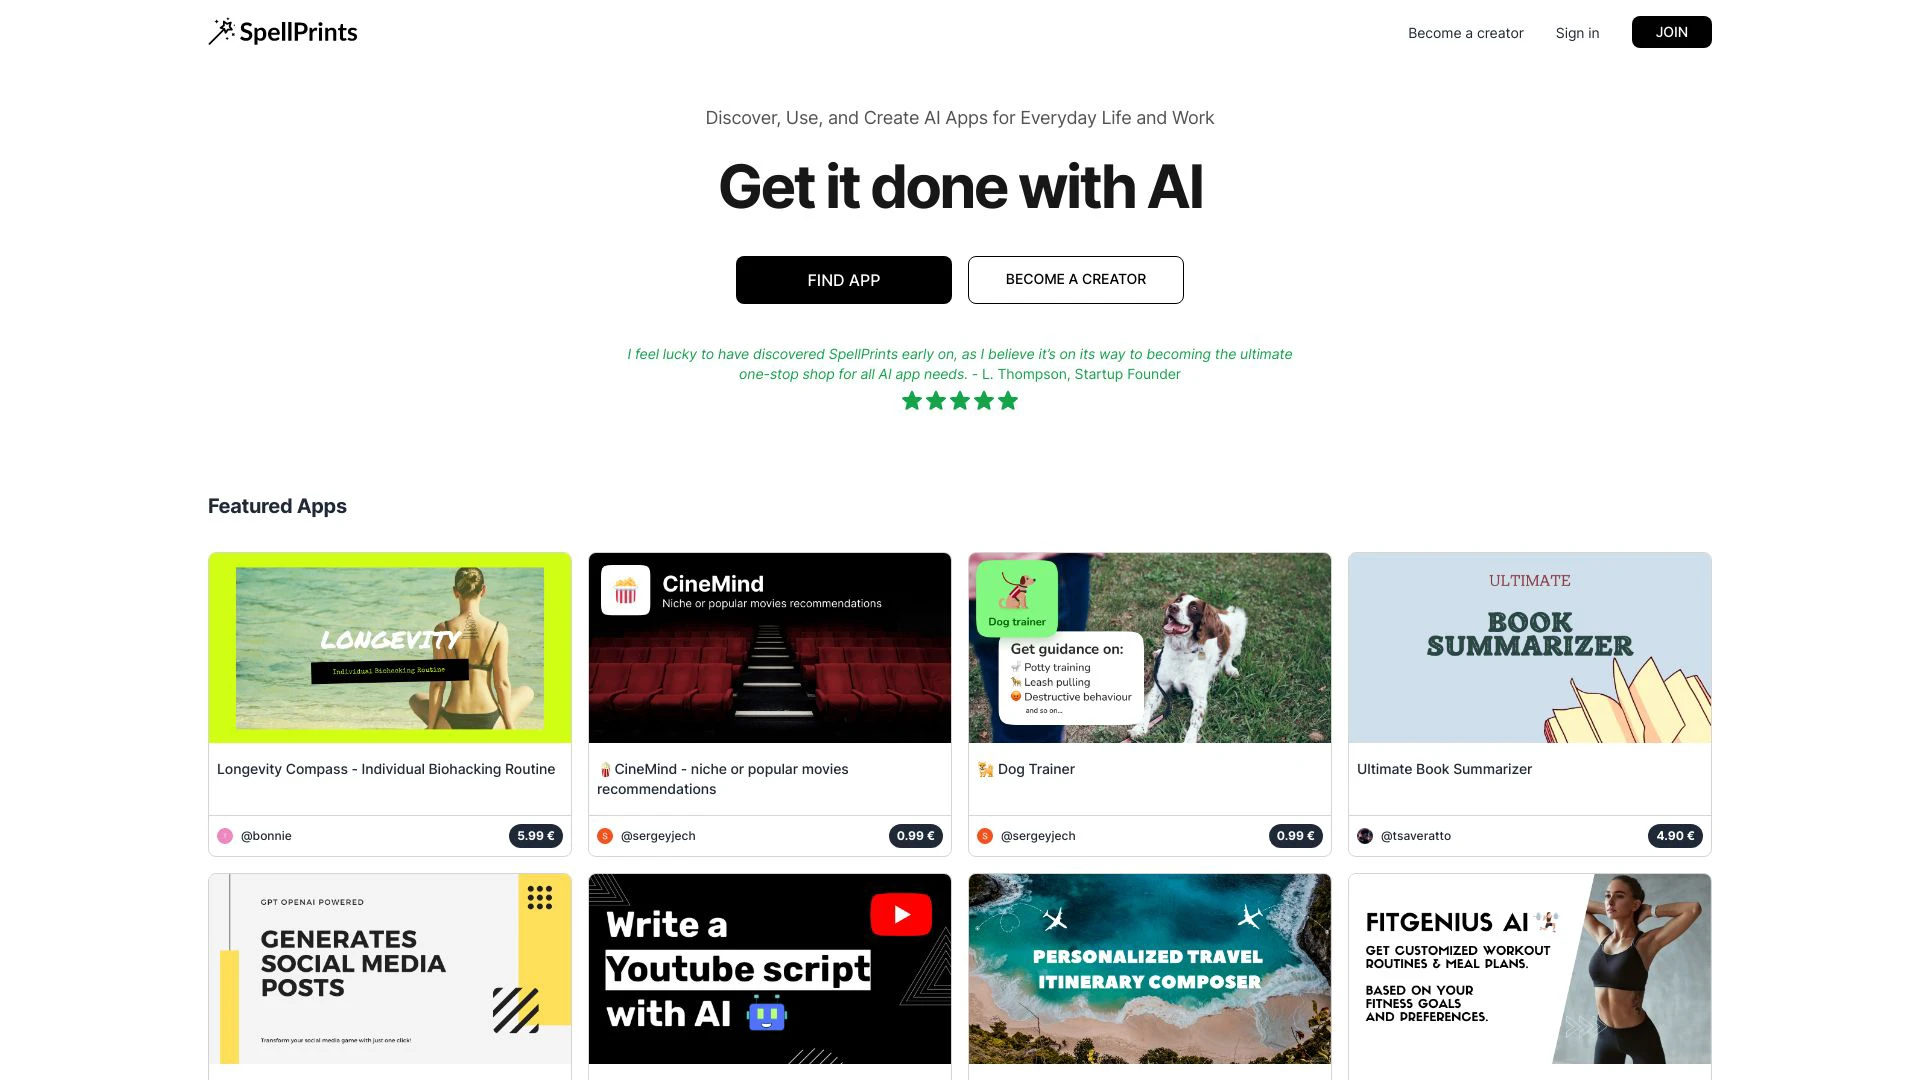 SpellPrints
Become a creator
Sign in
JOIN
Discover, Use, and Create AI Apps for Everyday Life and Work
Get it done with AI
FIND APP
BECOME A CREATOR
I feel lucky to have discovered SpellPrints early on, as I believe it's on its way to becoming the ultimate
one-stop shop for all AI app needs. - L. Thompson, Startup Founder
Featured Apps
LONGEVITY
Individual Biohacking Routine
Longevity Compass - Individual Biohacking Routine
@bonnie
5.99 €
CineMind
Niche or popular movies recommendations
🍿CineMind - niche or popular movies
recommendations
S
@sergeyjech
0.99 €
Dog trainer
Get guidance on:
Potty training
Leash pulling
Destructive behaviour
and so on...
🐕 Dog Trainer
S
@sergeyjech
0.99 €
ULTIMATE
BOOK
SUMMARIZER
Ultimate Book Summarizer
@tsaveratto
4.90 €
GPT OPENAI POWERED
GENERATES
SOCIAL MEDIA
POSTS
Transform your social media game with just one click!
Write a
Youtube script
with AI
PERSONALIZED TRAVEL
ITINERARY COMPOSER
FITGENIUS AI
GET CUSTOMIZED WORKOUT
ROUTINES & MEAL PLANS.
BASED ON YOUR
FITNESS GOALS
AND PREFERENCES.